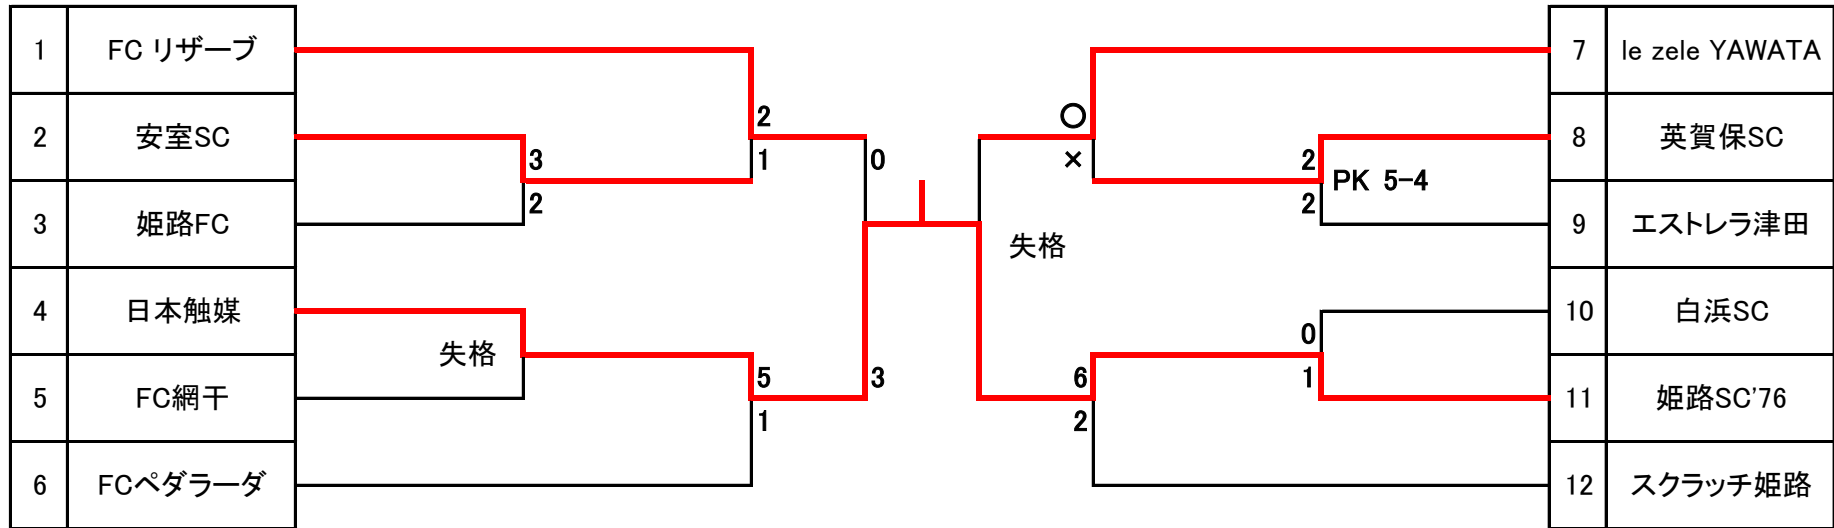 1 FC リザーブ
2 安室SC
3 姫路FC
4 日本触媒
5 FC網干
6 FCペダラーダ
3
2
失格
2
1
5
1
0
3
失格
○
×
6
2
2
PK 5-4
2
0
1
7 le zele YAWATA
8 英賀保SC
9 エストレラ津田
10 白浜SC
11 姫路SC'76
12 スクラッチ姫路